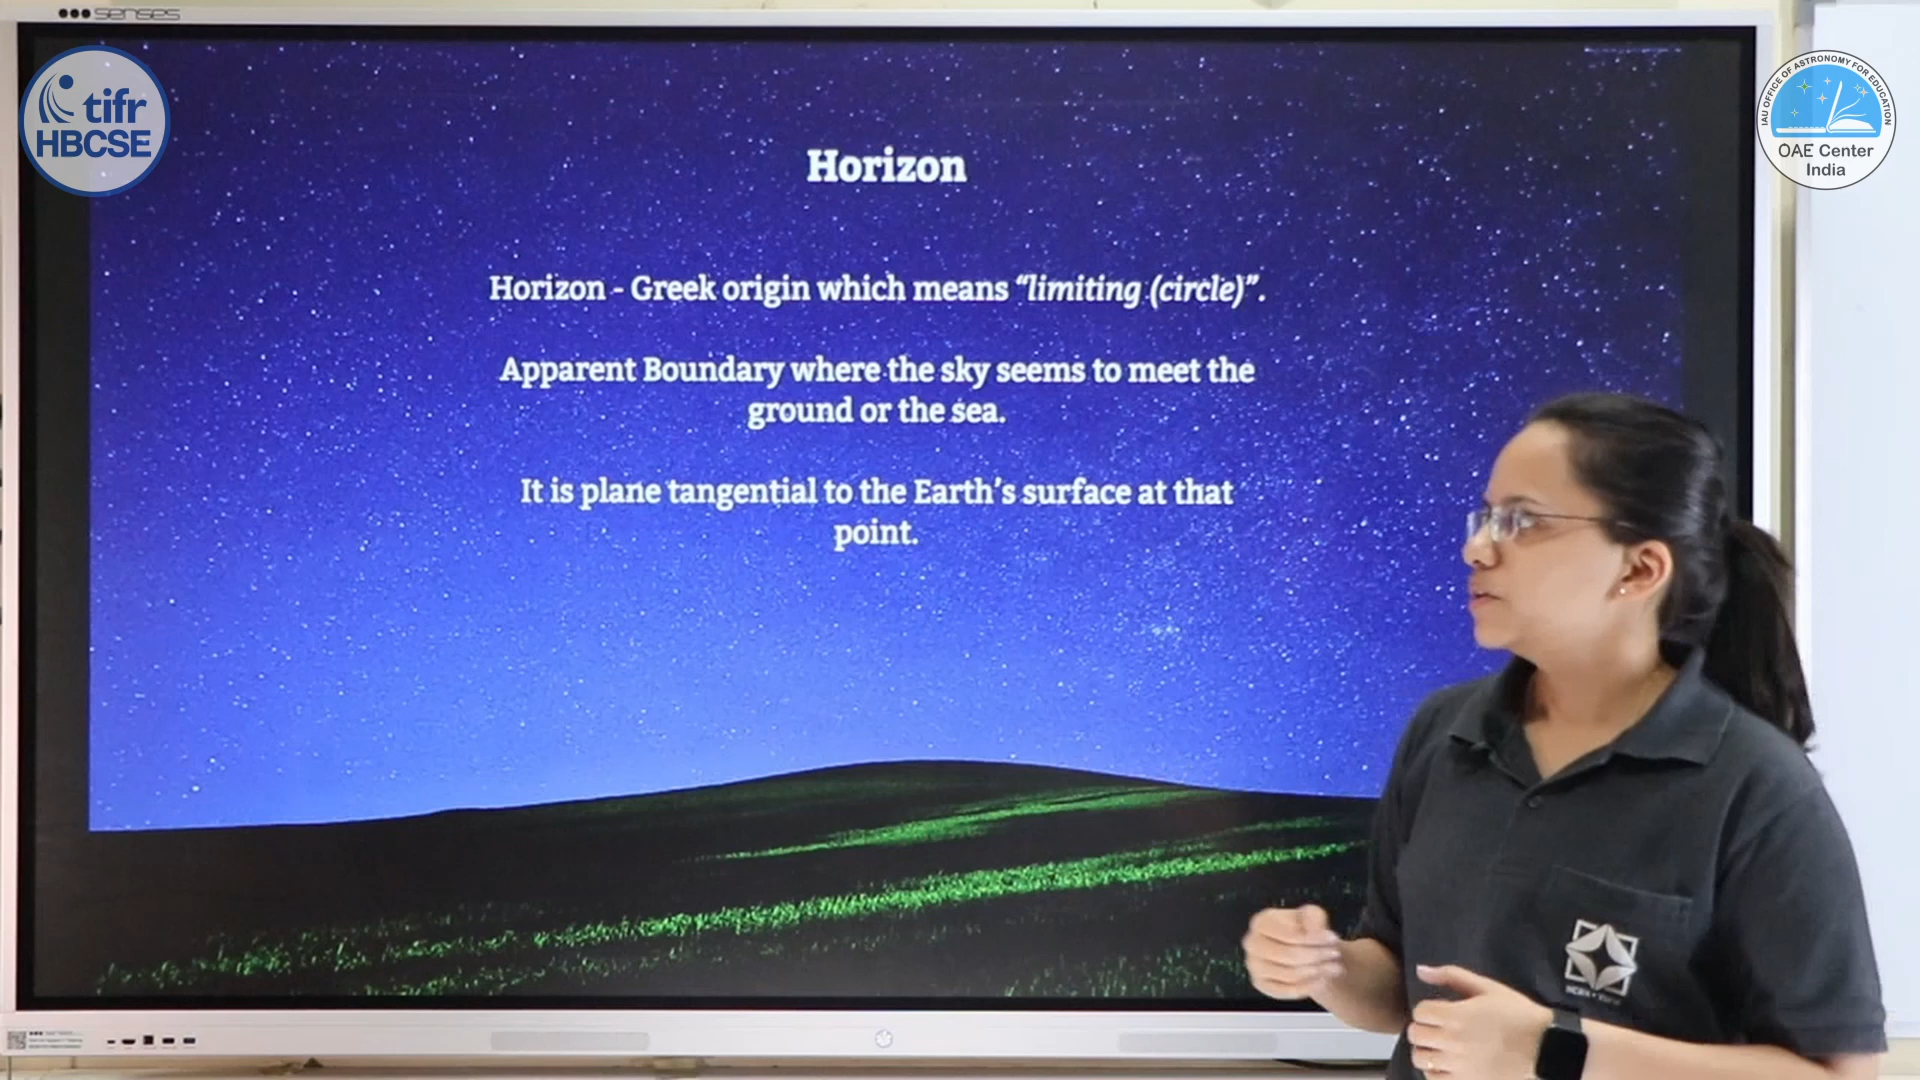 senses
tifr
HBCSE
IAU OFFICE OF ASTRONOMY FOR EDUCATION
OAE Center
India
Horizon
Horizon - Greek origin which means “limiting (circle)”.
Apparent Boundary where the sky seems to meet the
ground or the sea.
It is plane tangential to the Earth’s surface at that
point.